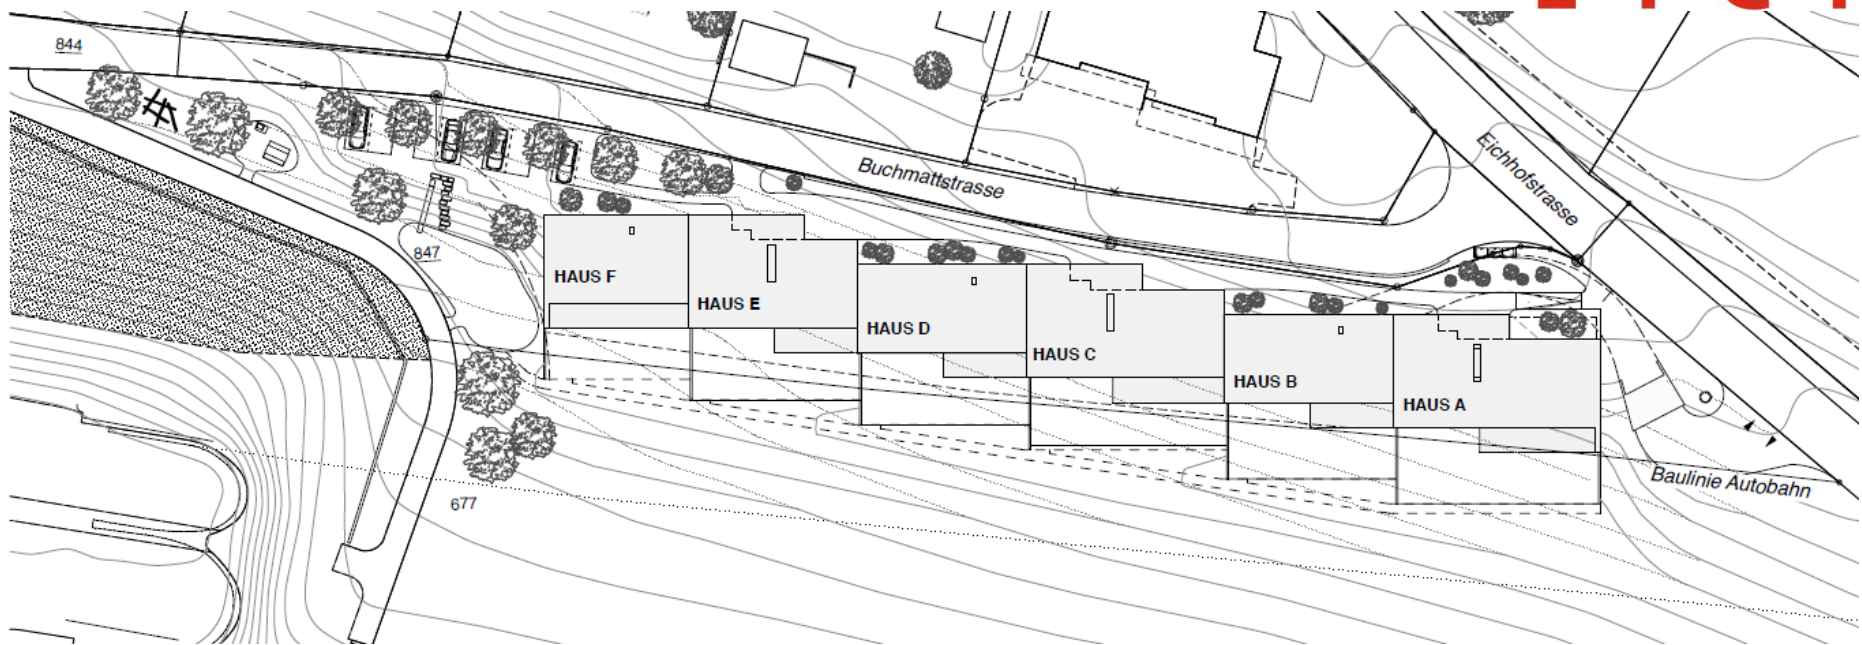 844
Buchmattstrasse
Eichhofstrasse
847
HAUS F
HAUS E
HAUS D
HAUS C
HAUS B
HAUS A
Baulinie Autobahn
677